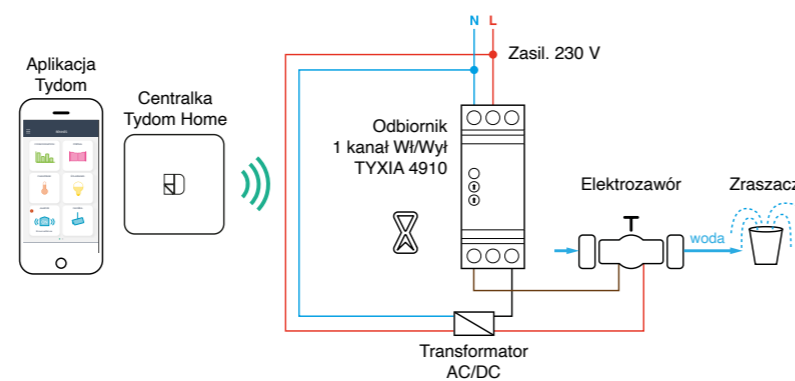 N L
Zasil. 230 V
Aplikacja
Tydom
Centralka
Tydom Home
Odbiornik
1 kanał Wł/Wył
TYXIA 4910
Elektrozawór
Zraszacz
woda
Transformator
AC/DC